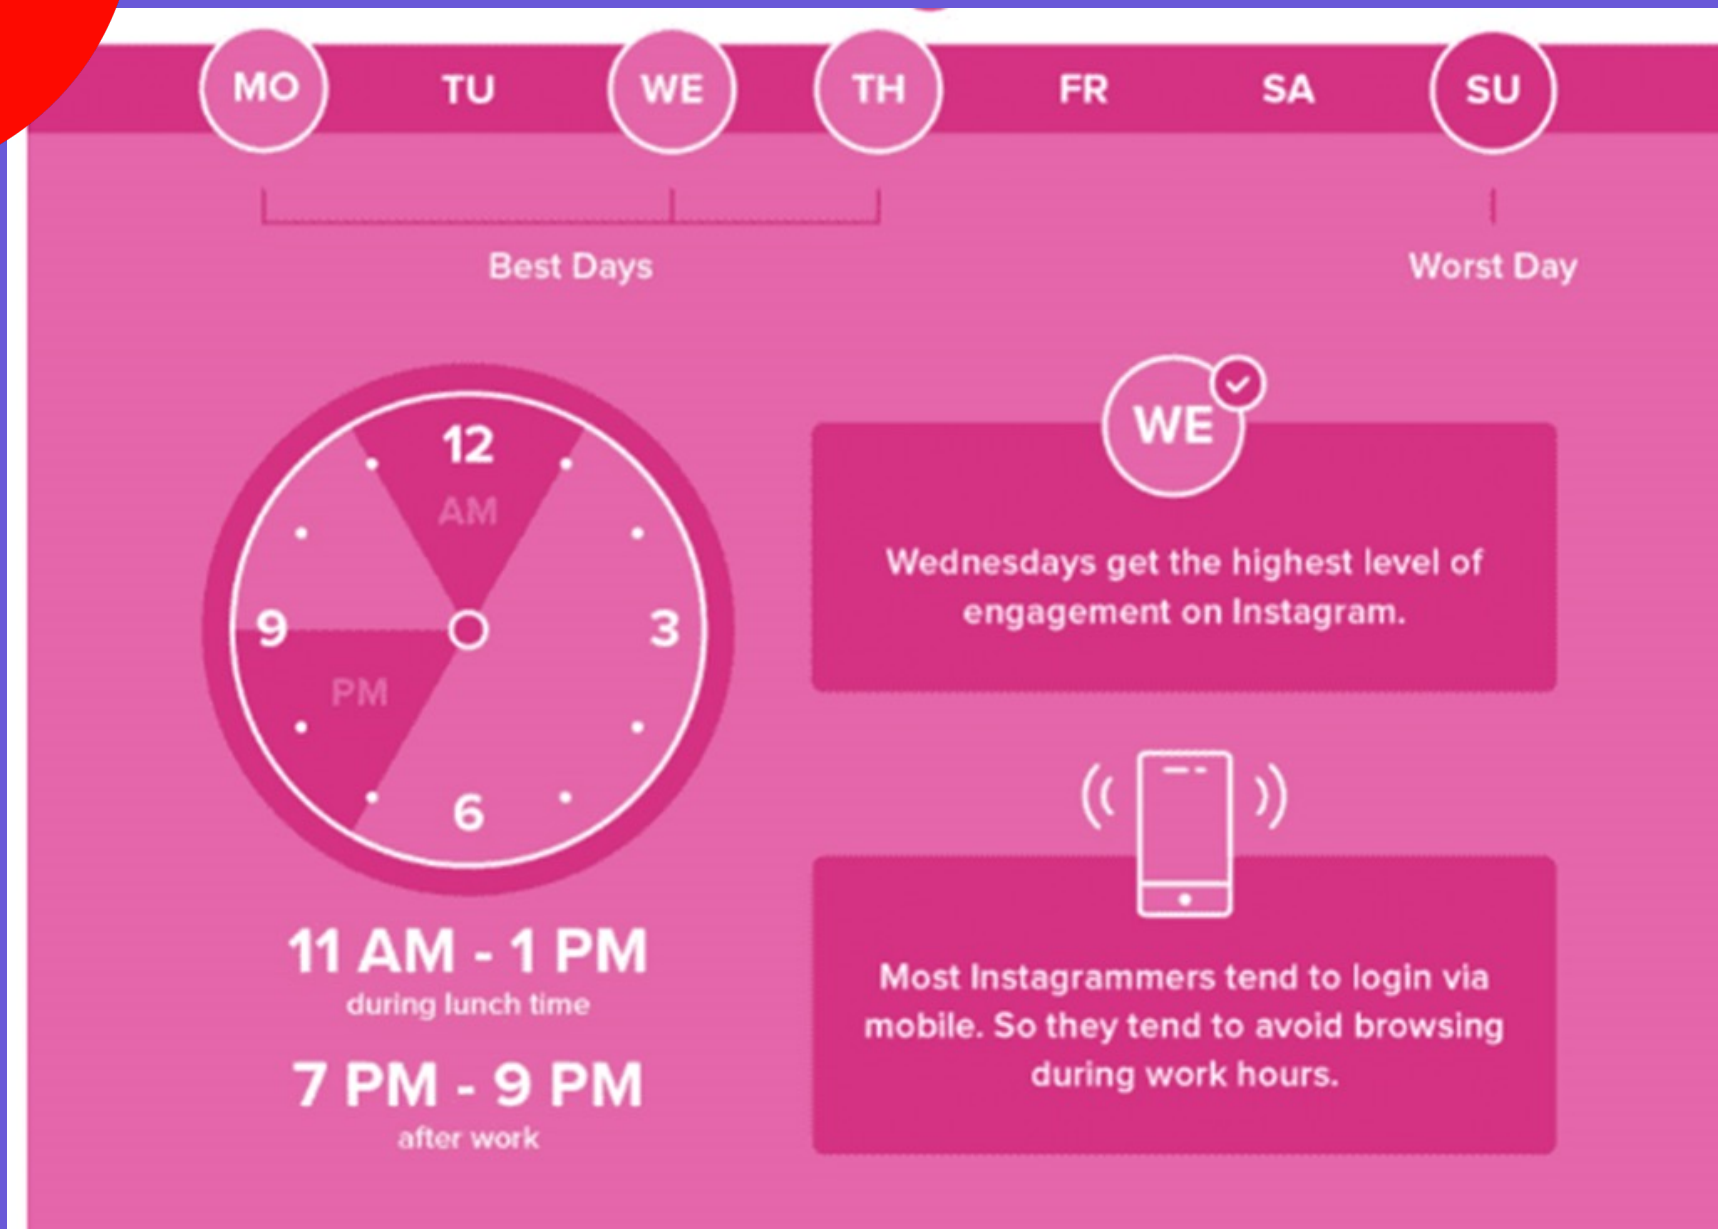 MO TU WE TH FR SA SU
Best Days
Worst Day
12
AM
9
3
PM
6
11 AM - 1 PM
during lunch time
7 PM - 9 PM
after work
WE
Wednesdays get the highest level of
engagement on Instagram.
Most Instagrammers tend to login via
mobile. So they tend to avoid browsing
during work hours.